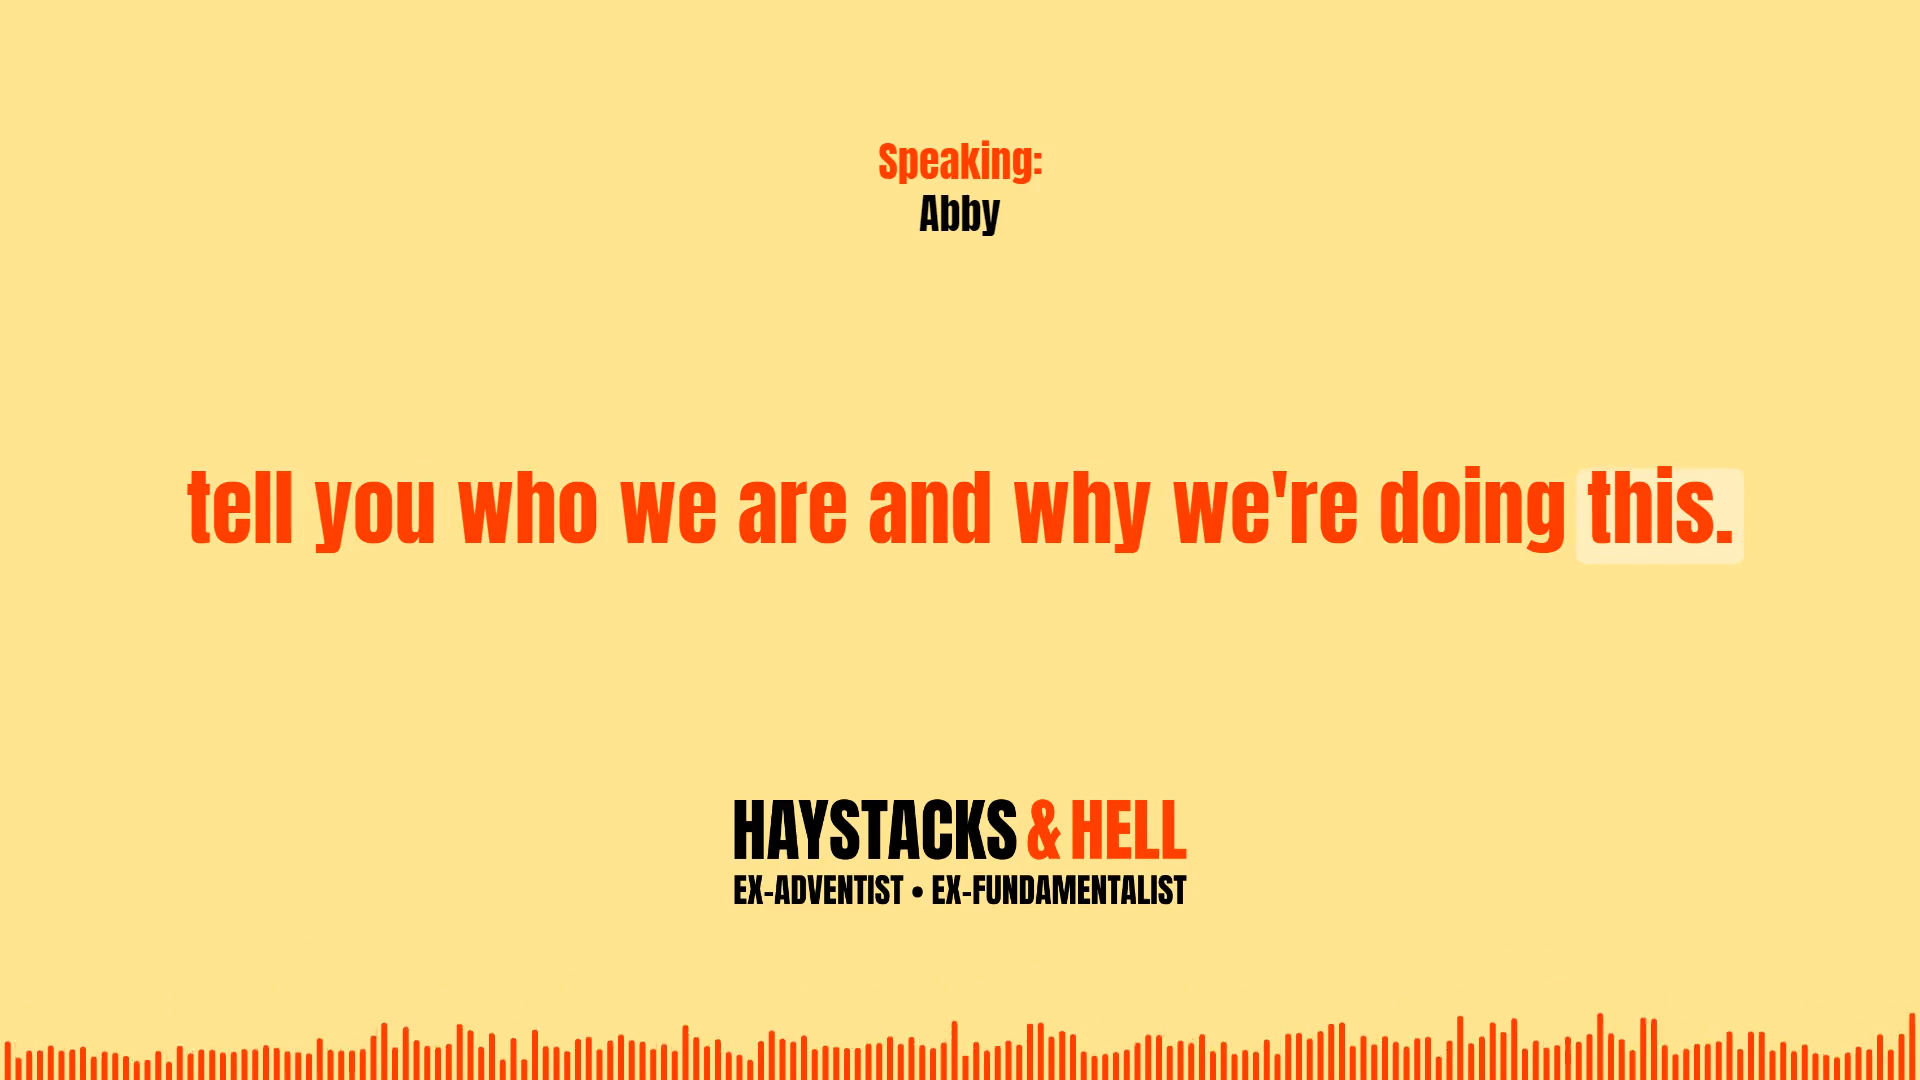 Speaking:
Abby
tell you who we are and why we're doing this.
HAYSTACKS & HELL
EX-ADVENTIST • EX-FUNDAMENTALIST